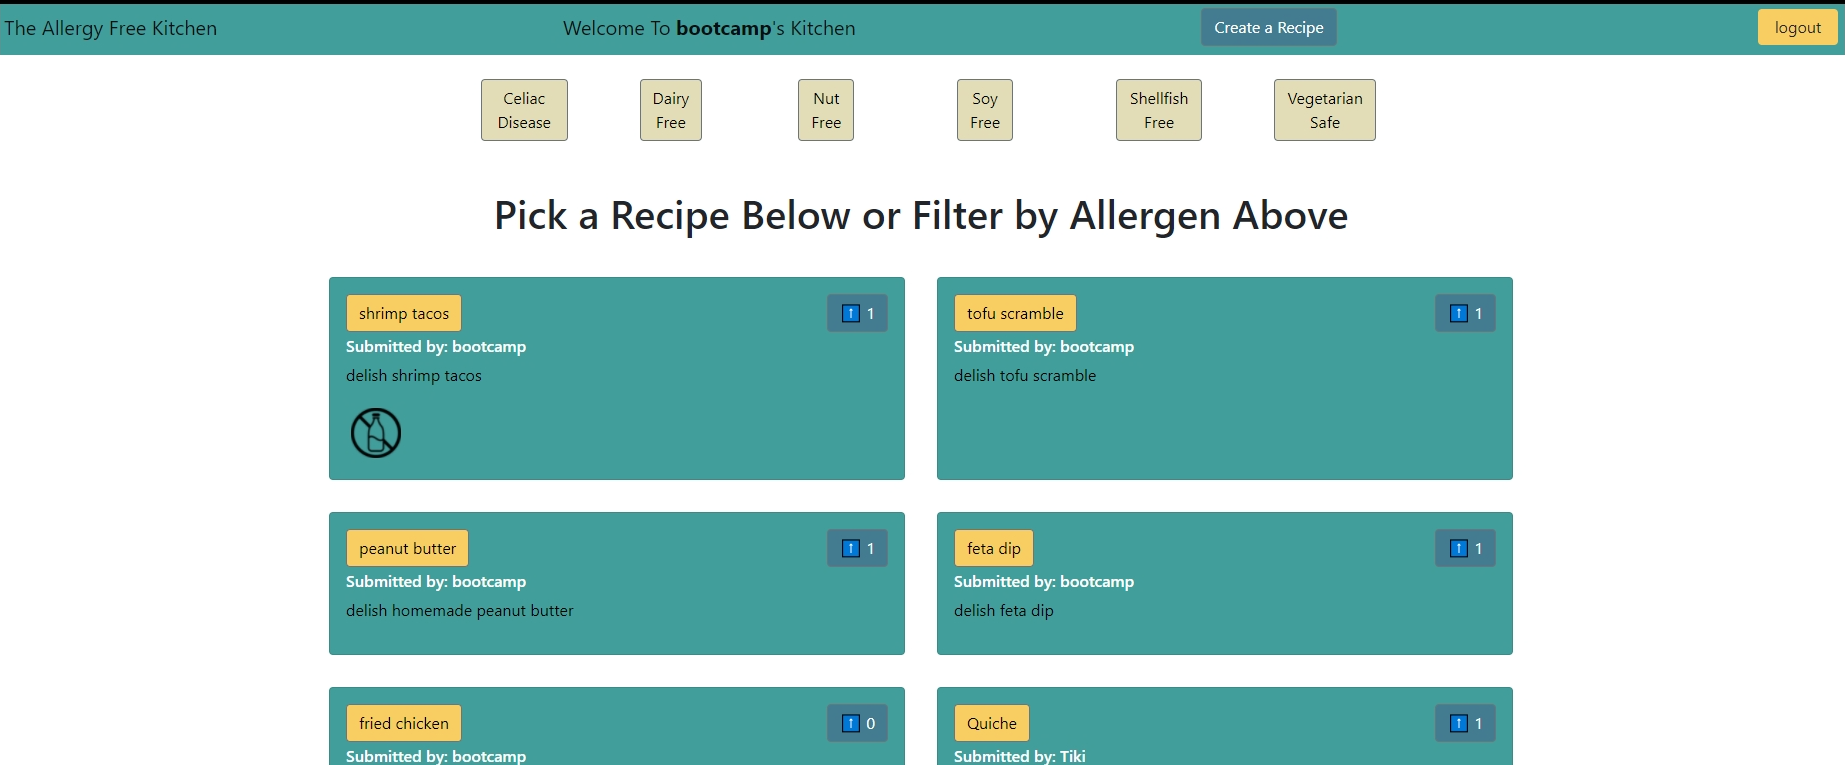 The Allergy Free Kitchen
Welcome To bootcamp's Kitchen
Create a Recipe
logout
Celiac
Disease
Dairy
Free
Nut
Free
Soy
Free
Shellfish
Free
Vegetarian
Safe
Pick a Recipe Below or Filter by Allergen Above
shrimp tacos
⬆ 1
Submitted by: bootcamp
delish shrimp tacos
tofu scramble
⬆ 1
Submitted by: bootcamp
delish tofu scramble
peanut butter
⬆ 1
Submitted by: bootcamp
delish homemade peanut butter
feta dip
⬆ 1
Submitted by: bootcamp
delish feta dip
fried chicken
⬆ 0
Submitted by: bootcamp
Quiche
⬆ 1
Submitted by: Tiki